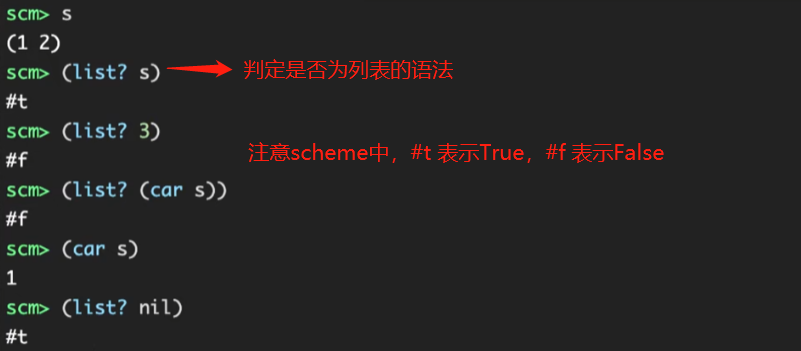 scm> s
(1 2)
scm> (list? s)
判定是否为列表的语法
#t
scm> (list? 3)
注意scheme中，#t 表示True，#f 表示False
#f
scm> (list? (car s))
#f
scm> (car s)
1
scm> (list? nil)
#t